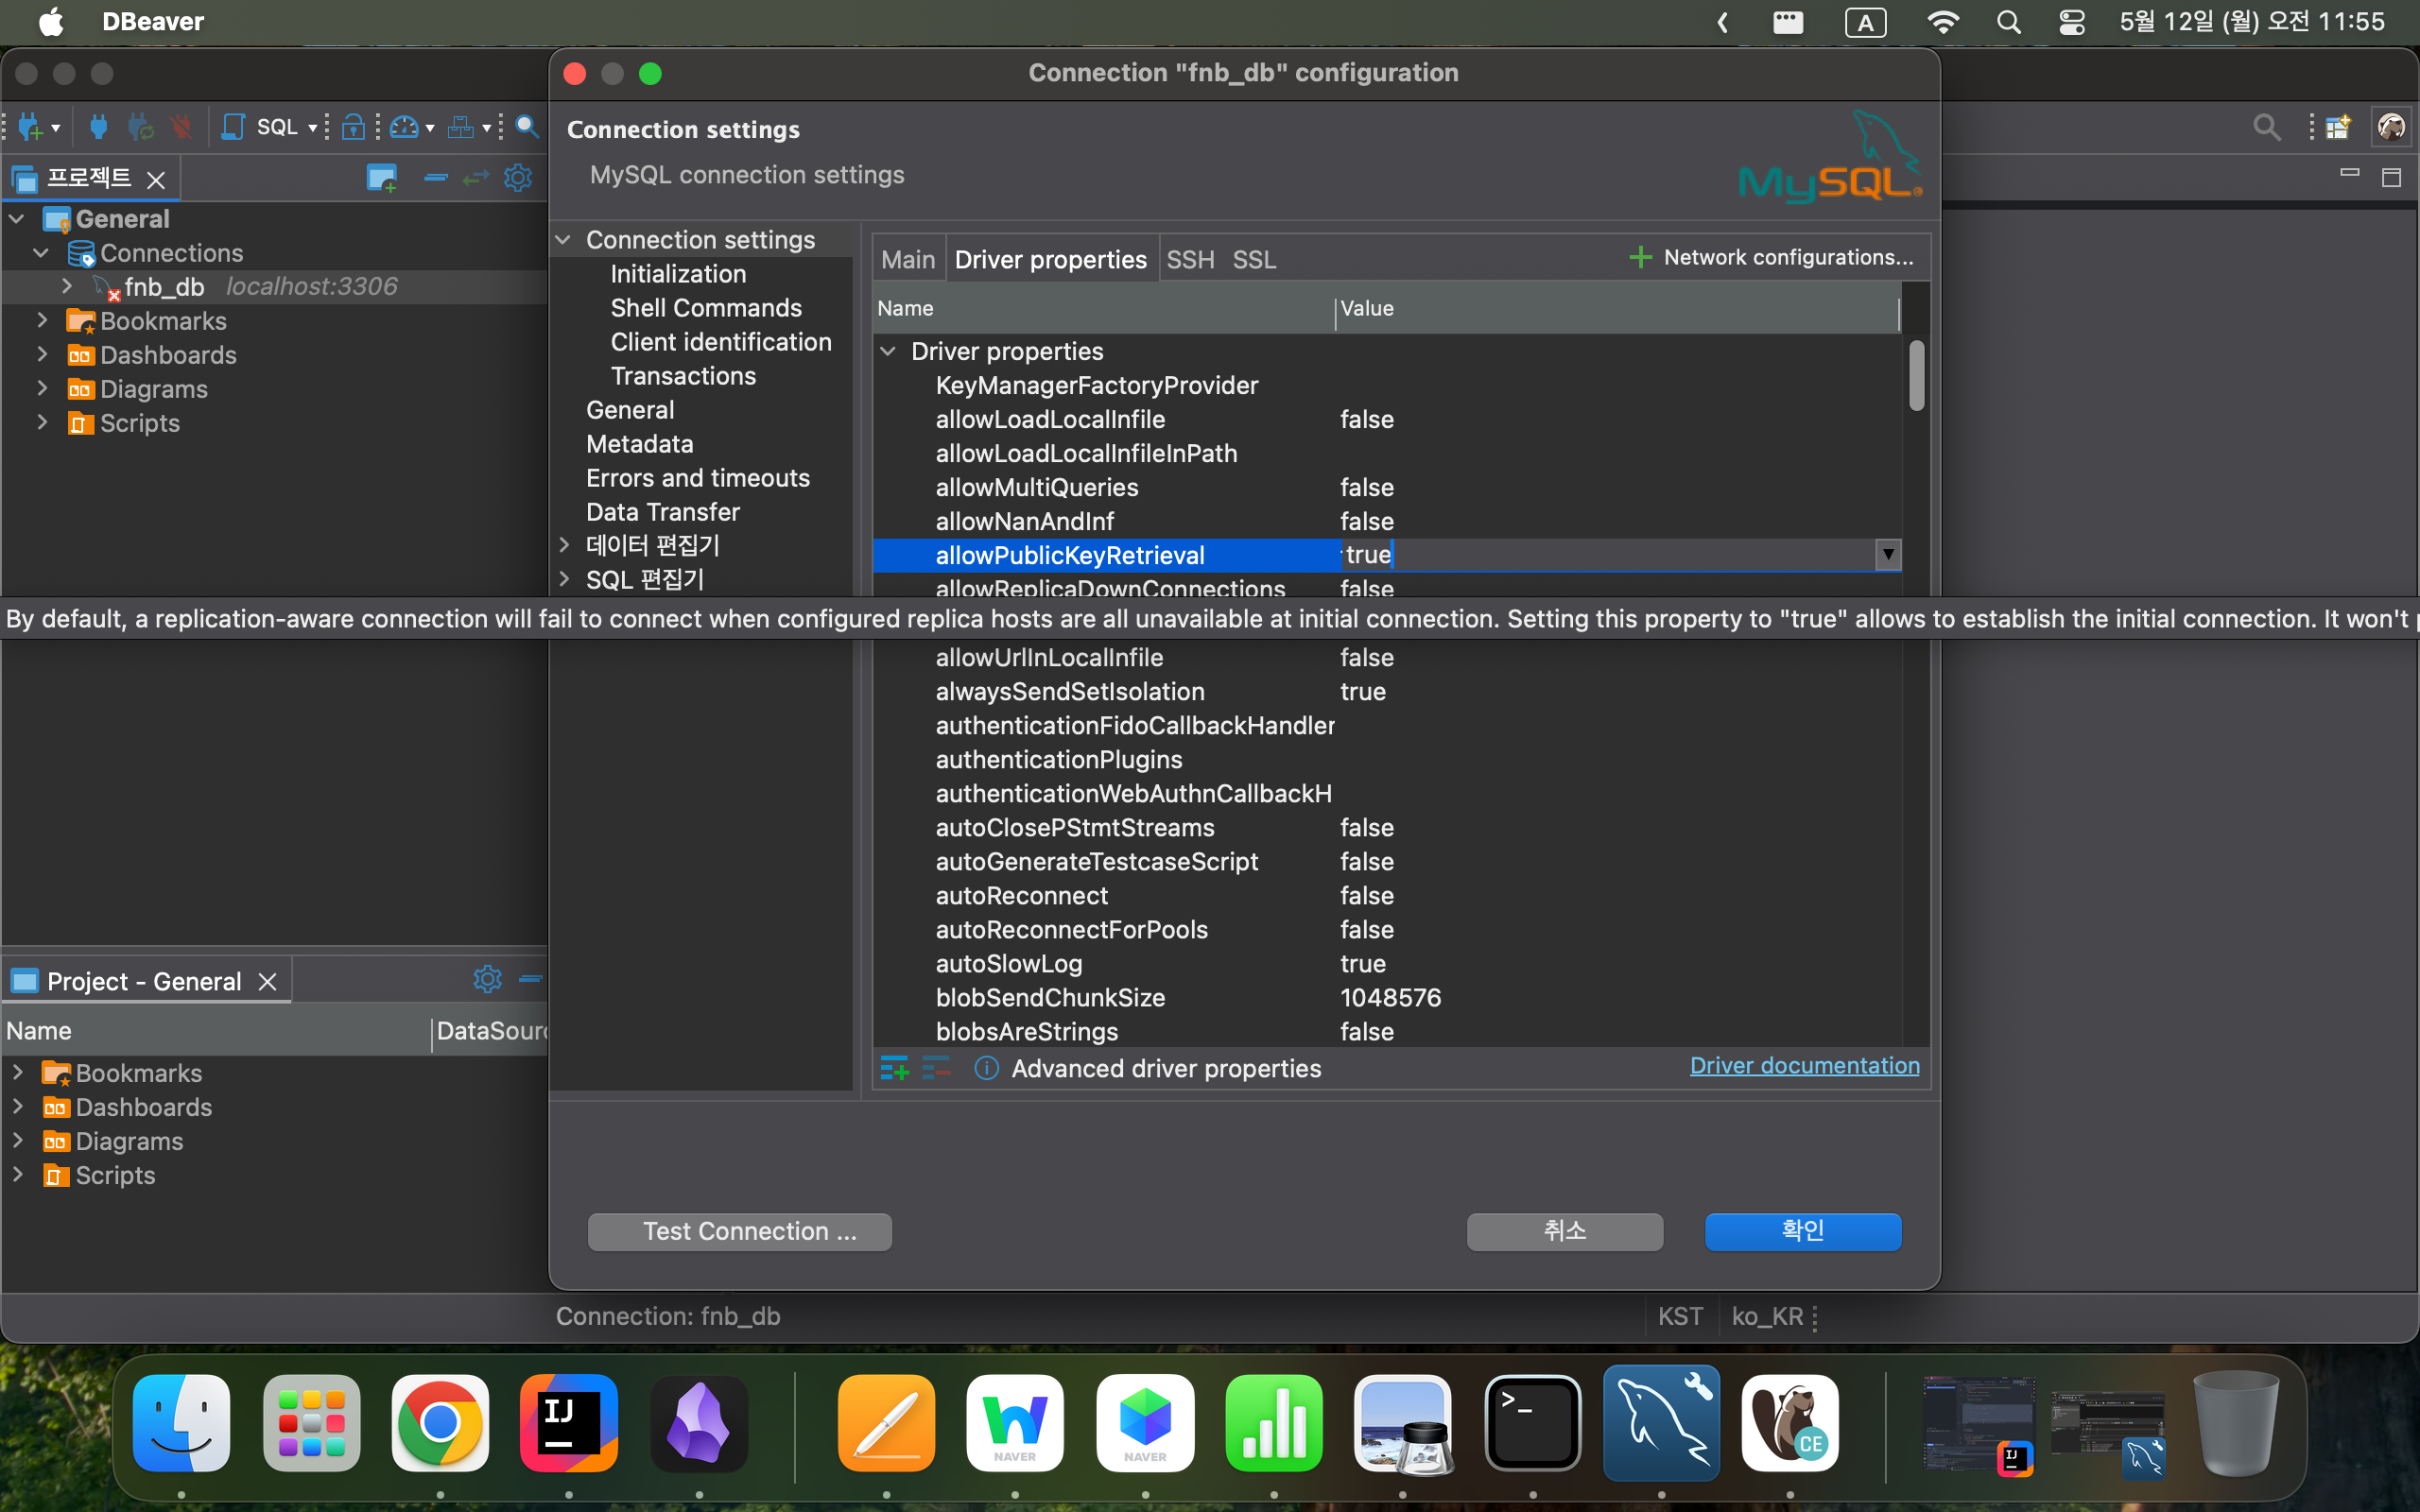 DBeaver
A
5월 12일 (월) 오전 11:55
Connection "fnb_db" configuration
SQL
Connection settings
MySQL connection settings
MySQL
프로젝트
General
Connections
fnb_db localhost:3306
Bookmarks
Dashboards
Diagrams
Scripts
Connection settings
Initialization
Shell Commands
Client identification
Transactions
General
Metadata
Errors and timeouts
Data Transfer
데이터 편집기
SQL 편집기
Main Driver properties SSH SSL Network configurations...
Name Value
Driver properties
KeyManagerFactoryProvider
allowLoadLocalInfile false
allowLoadLocalInfileInPath
allowMultiQueries false
allowNanAndInf false
allowPublicKeyRetrieval true
allowReplicaDownConnections false
By default, a replication-aware connection will fail to connect when configured replica hosts are all unavailable at initial connection. Setting this property to "true" allows to establish the initial connection. It won't
allowUrlInLocalInfile false
alwaysSendSetIsolation true
authenticationFidoCallbackHandler
authenticationPlugins
authenticationWebAuthnCallbackH
autoClosePStmtStreams false
autoGenerateTestcaseScript false
autoReconnect false
autoReconnectForPools false
autoSlowLog true
blobSendChunkSize 1048576
blobsAreStrings false
Advanced driver properties
Driver documentation
Project - General
Name DataSourc
Bookmarks
Dashboards
Diagrams
Scripts
Test Connection ...
취소
확인
Connection: fnb_db
KST ko_KR
IJ
NAVER
NAVER
CE
IJ